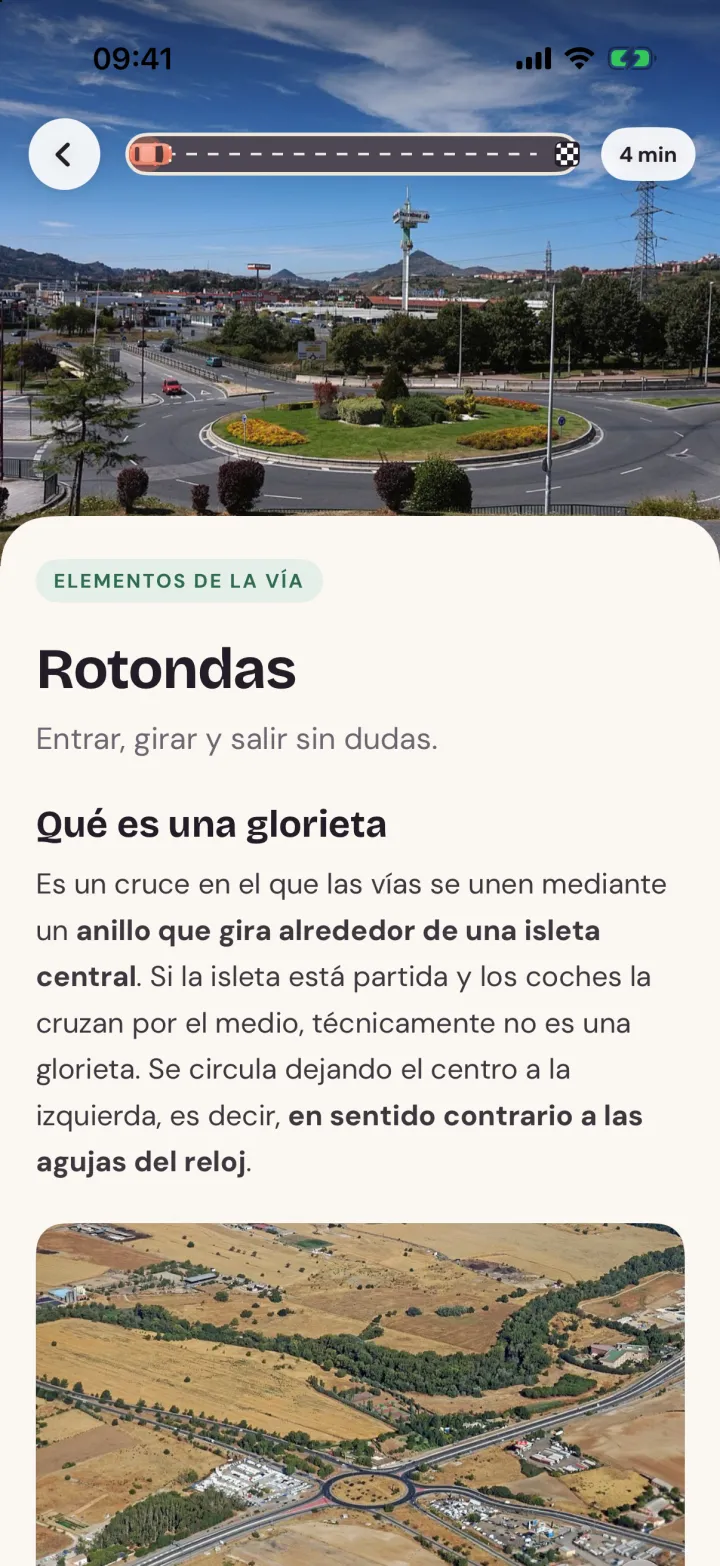 09:41
4 min
ELEMENTOS DE LA VÍA
Rotondas
Entrar, girar y salir sin dudas.
Qué es una glorieta
Es un cruce en el que las vías se unen mediante
un anillo que gira alrededor de una isleta
central. Si la isleta está partida y los coches la
cruzan por el medio, técnicamente no es una
glorieta. Se circula dejando el centro a la
izquierda, es decir, en sentido contrario a las
agujas del reloj.